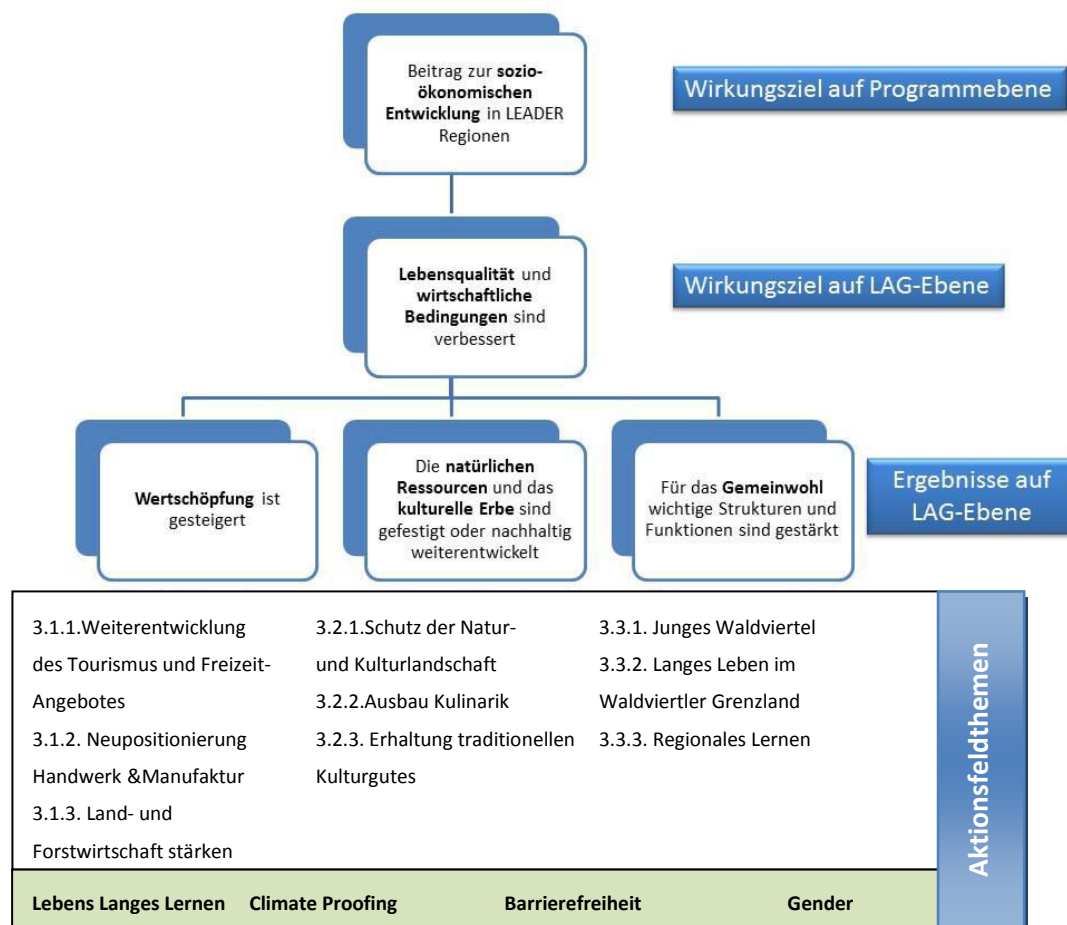 Beitrag zur sozio-
ökonomischen
Entwicklung in LEADER
Regionen
Wirkungsziel auf Programmebene
Lebensqualität und
wirtschaftliche
Bedingungen sind
verbessert
Wirkungsziel auf LAG-Ebene
Wertschöpfung ist
gesteigert
Die natürlichen
Ressourcen und das
kulturelle Erbe sind
gefestigt oder nachhaltig
weiterentwickelt
Für das Gemeinwohl
wichtige Strukturen und
Funktionen sind gestärkt
Ergebnisse auf
LAG-Ebene
3.1.1.Weiterentwicklung
des Tourismus und Freizeit-
Angebotes
3.1.2. Neupositionierung
Handwerk &Manufaktur
3.1.3. Land- und
Forstwirtschaft stärken
3.2.1.Schutz der Natur-
und Kulturlandschaft
3.2.2.Ausbau Kulinarik
3.2.3. Erhaltung traditionellen
Kulturgutes
3.3.1. Junges Waldviertel
3.3.2. Langes Leben im
Waldviertler Grenzland
3.3.3. Regionales Lernen
Aktionsfeldthemen
Lebens Langes Lernen Climate Proofing Barrierefreiheit Gender